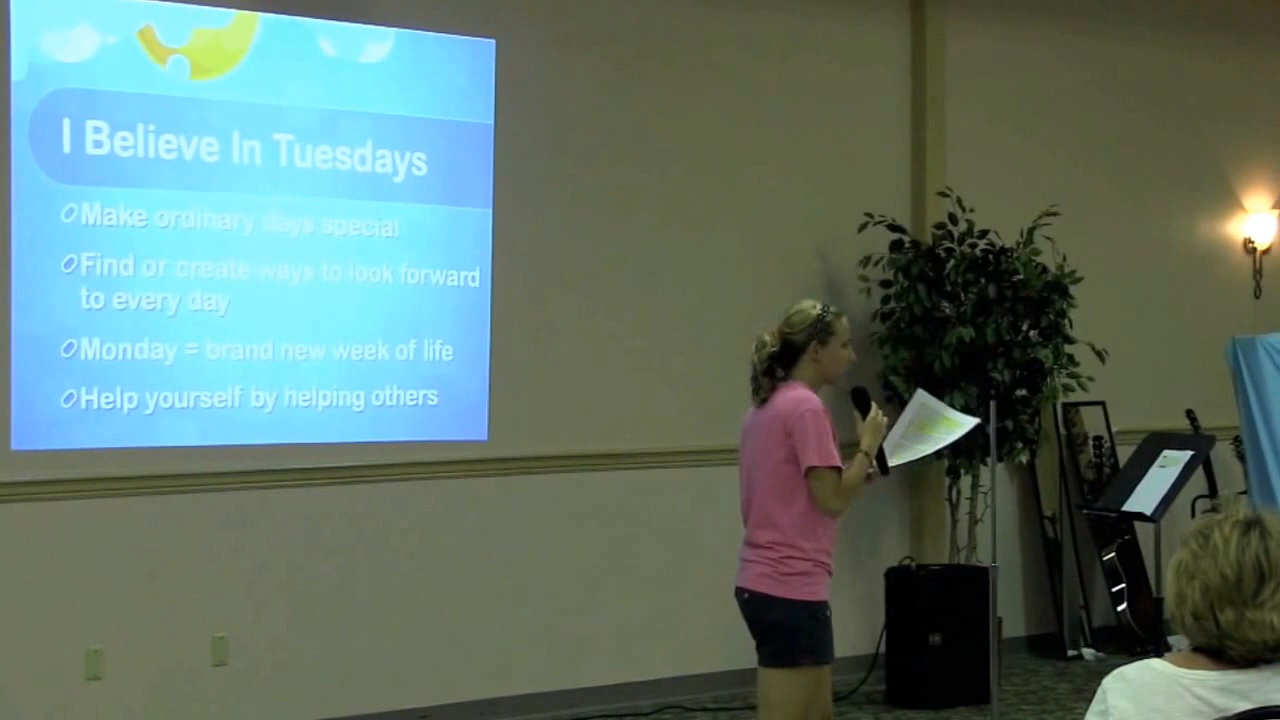 I Believe In Tuesdays
Make ordinary days special
Find or create ways to look forward
to every day
Monday = brand new week of life
Help yourself by helping others